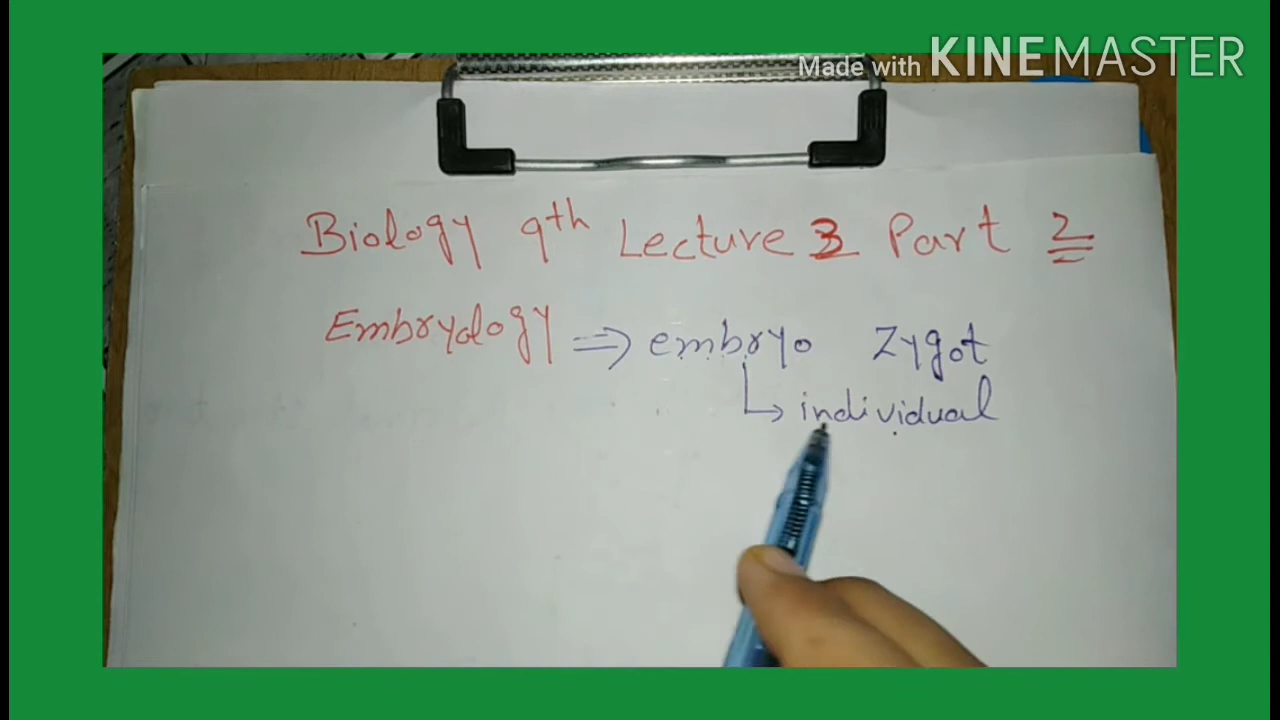 Made with KINEMASTER
Biology 9th Lecture 3 Part 2
Embryology ⇒ embryo Zygot
↳ individual